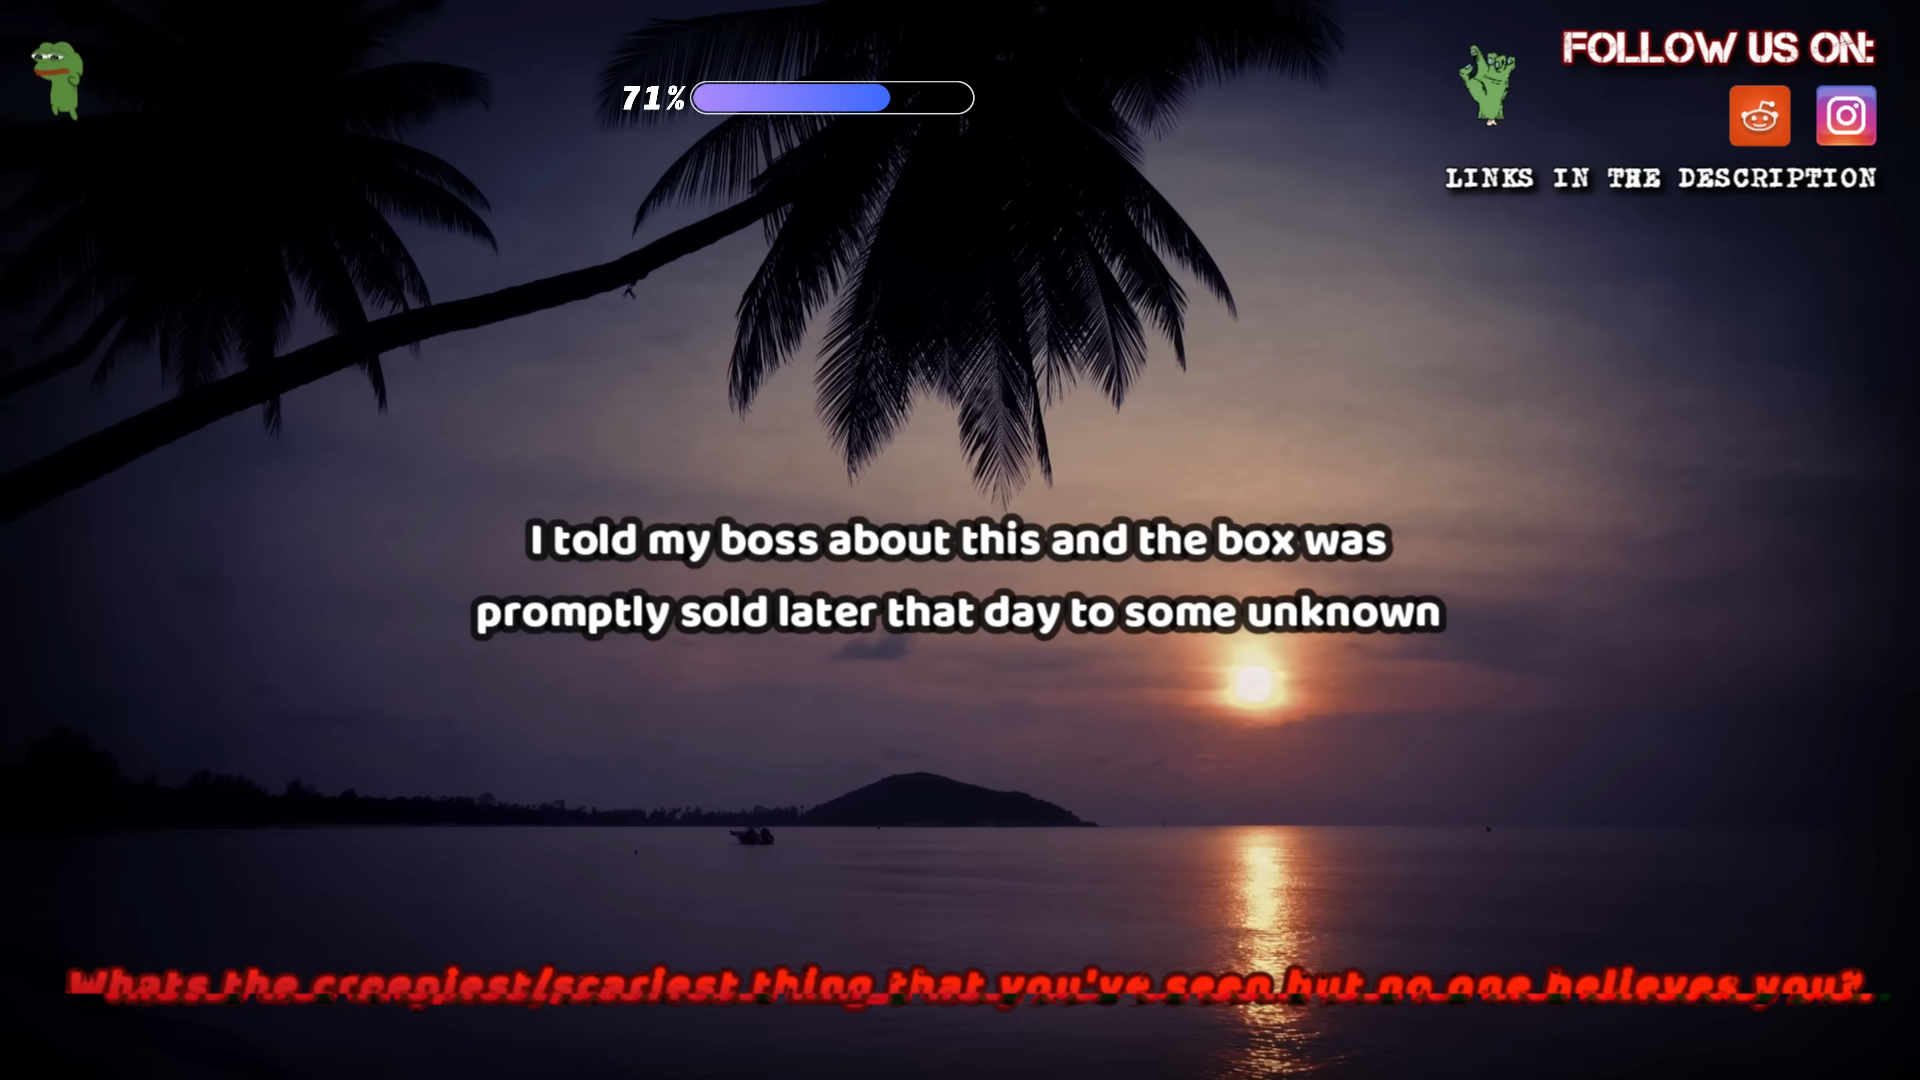 71%
FOLLOW US ON:
LINKS IN THE DESCRIPTION
I told my boss about this and the box was
promptly sold later that day to some unknown
Whats the creepiest/scariest thing that you've seen but no one believes you?